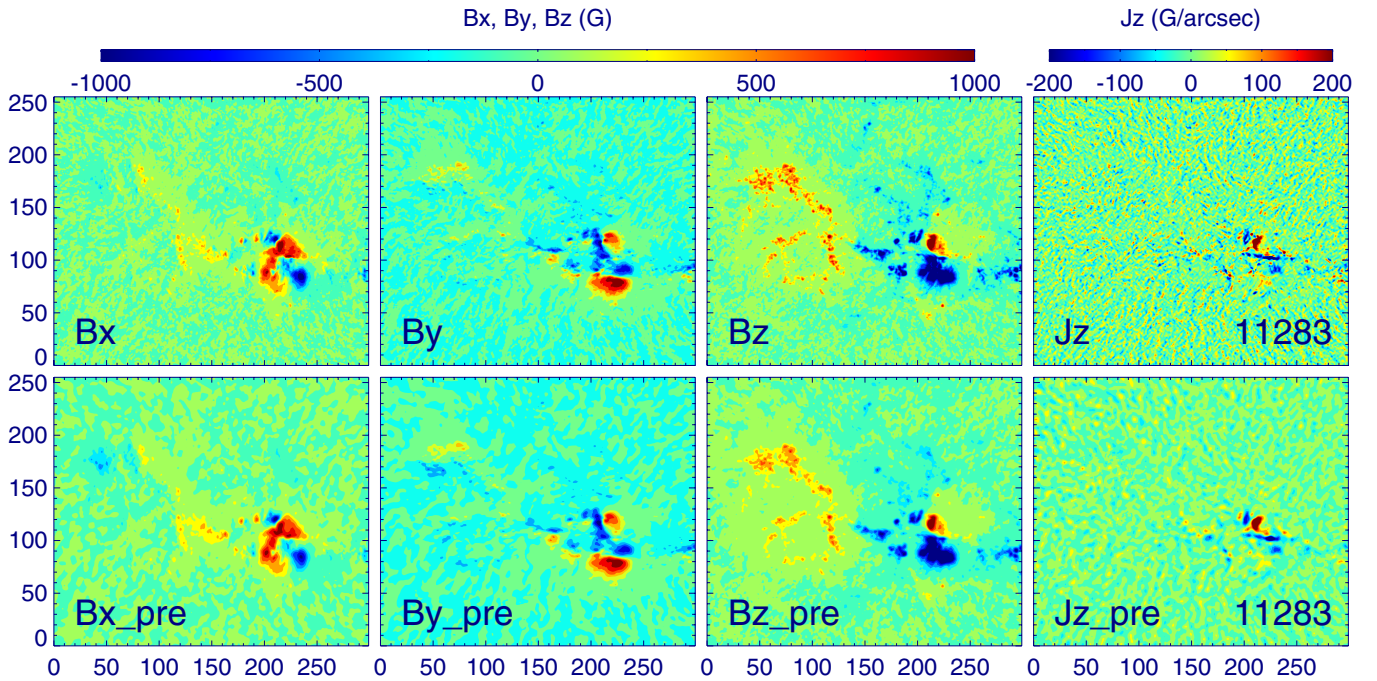 Bx, By, Bz (G)
Jz (G/arcsec)
-1000 -500 0 500 1000
-200 -100 0 100 200
250
200
150
100
50
0
Bx
By
Bz
Jz 11283
250
200
150
100
50
0
Bx_pre
By_pre
Bz_pre
Jz_pre 11283
0 50 100 150 200 250
0 50 100 150 200 250
0 50 100 150 200 250
0 50 100 150 200 250